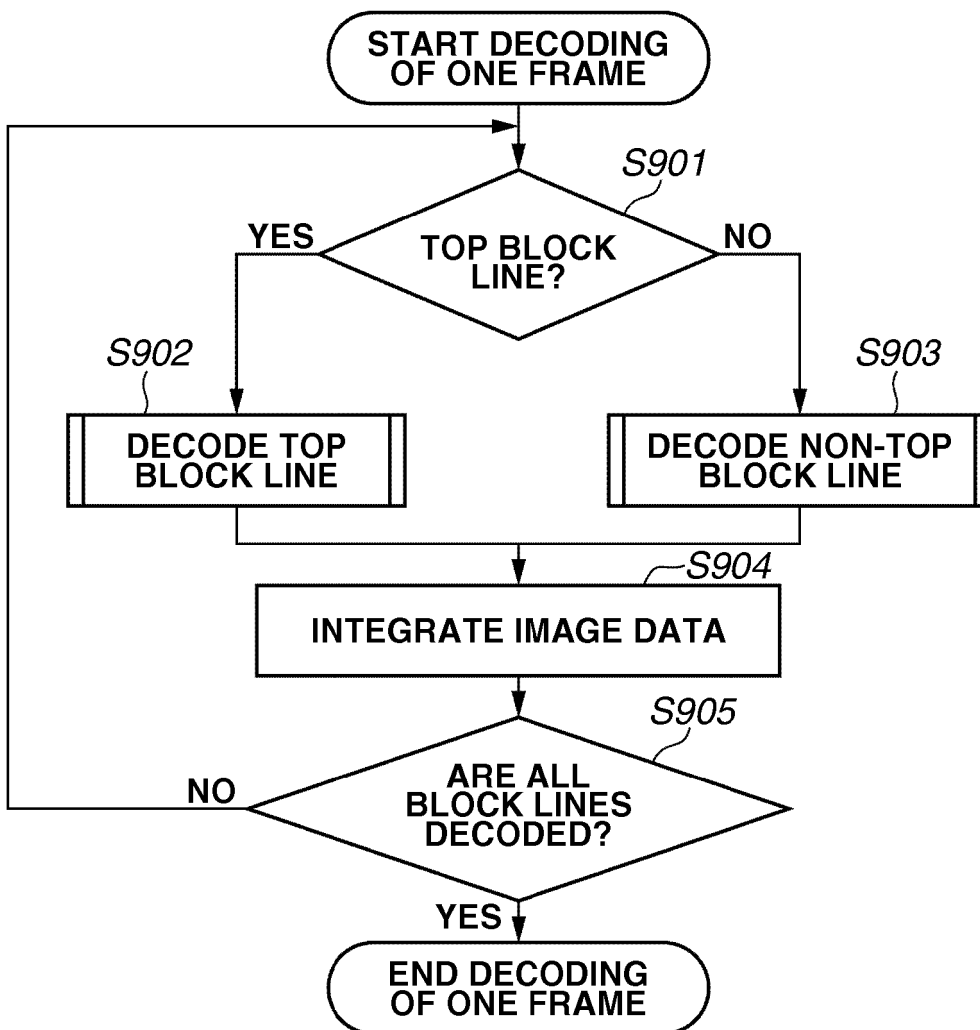 START DECODING
OF ONE FRAME
S901
YES
NO
TOP BLOCK
LINE?
S902
S903
DECODE TOP
BLOCK LINE
DECODE NON-TOP
BLOCK LINE
S904
INTEGRATE IMAGE DATA
S905
NO
ARE ALL
BLOCK LINES
DECODED?
YES
END DECODING
OF ONE FRAME